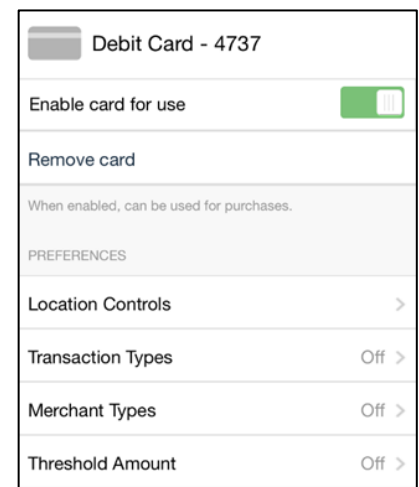 Debit Card - 4737
Enable card for use
Remove card
When enabled, can be used for purchases.
PREFERENCES
Location Controls >
Transaction Types Off >
Merchant Types Off >
Threshold Amount Off >